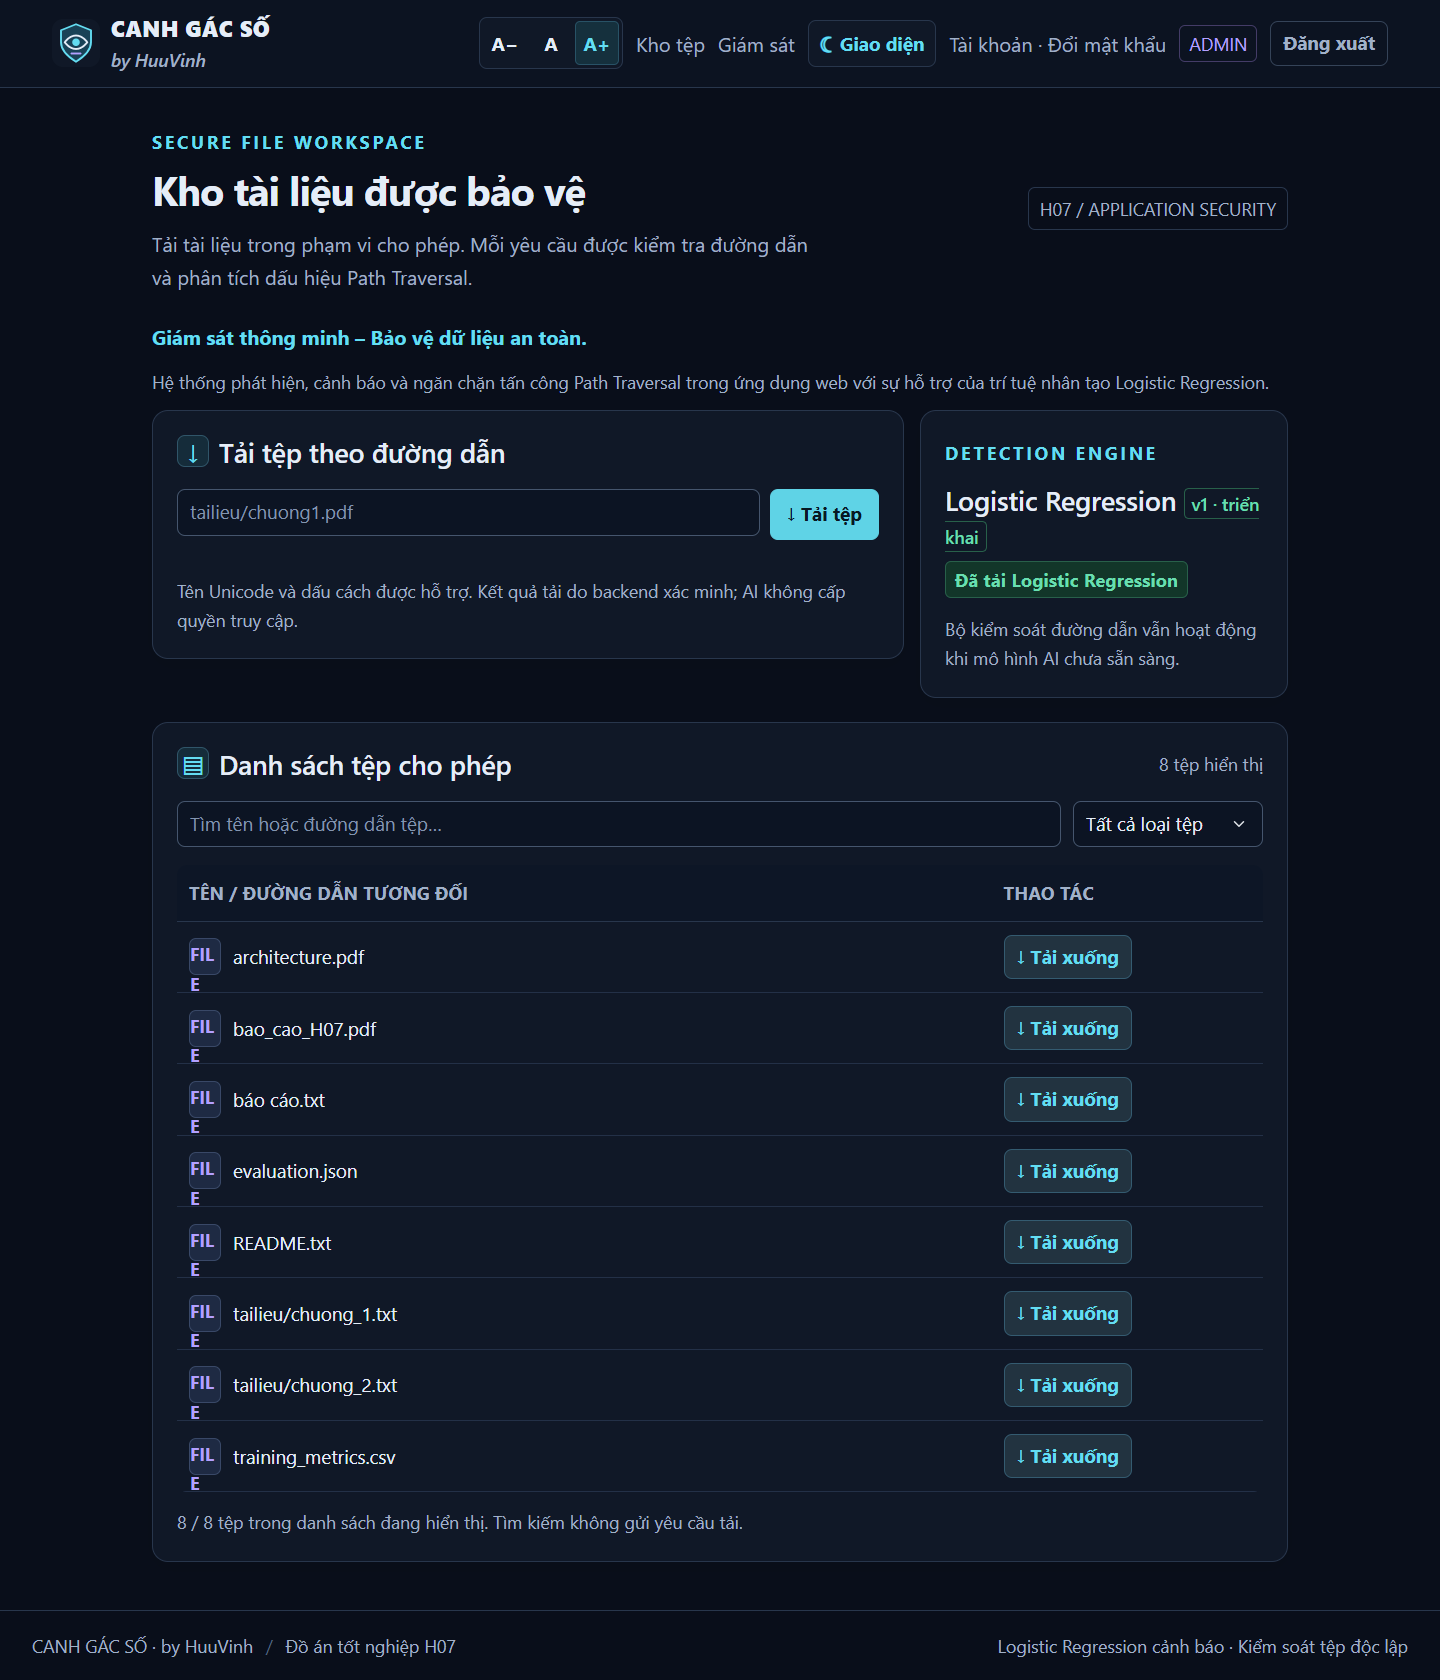 CANH GÁC SỐ
by HuuVinh
A−
A
A+
Kho tệp
Giám sát
Giao diện
Tài khoản · Đổi mật khẩu
ADMIN
Đăng xuất
SECURE FILE WORKSPACE
Kho tài liệu được bảo vệ
H07 / APPLICATION SECURITY
Tải tài liệu trong phạm vi cho phép. Mỗi yêu cầu được kiểm tra đường dẫn
và phân tích dấu hiệu Path Traversal.
Giám sát thông minh – Bảo vệ dữ liệu an toàn.
Hệ thống phát hiện, cảnh báo và ngăn chặn tấn công Path Traversal trong ứng dụng web với sự hỗ trợ của trí tuệ nhân tạo Logistic Regression.
↓ Tải tệp theo đường dẫn
tailieu/chuong1.pdf
↓ Tải tệp
Tên Unicode và dấu cách được hỗ trợ. Kết quả tải do backend xác minh; AI không cấp
quyền truy cập.
DETECTION ENGINE
Logistic Regression v1 · triển
khai
Đã tải Logistic Regression
Bộ kiểm soát đường dẫn vẫn hoạt động
khi mô hình AI chưa sẵn sàng.
Danh sách tệp cho phép
8 tệp hiển thị
Tìm tên hoặc đường dẫn tệp...
Tất cả loại tệp
TÊN / ĐƯỜNG DẪN TƯƠNG ĐỐI
THAO TÁC
FIL
E
architecture.pdf
↓ Tải xuống
FIL
E
bao_cao_H07.pdf
↓ Tải xuống
FIL
E
báo cáo.txt
↓ Tải xuống
FIL
E
evaluation.json
↓ Tải xuống
FIL
E
README.txt
↓ Tải xuống
FIL
E
tailieu/chuong_1.txt
↓ Tải xuống
FIL
E
tailieu/chuong_2.txt
↓ Tải xuống
FIL
E
training_metrics.csv
↓ Tải xuống
8 / 8 tệp trong danh sách đang hiển thị. Tìm kiếm không gửi yêu cầu tải.
CANH GÁC SỐ · by HuuVinh / Đồ án tốt nghiệp H07
Logistic Regression cảnh báo · Kiểm soát tệp độc lập